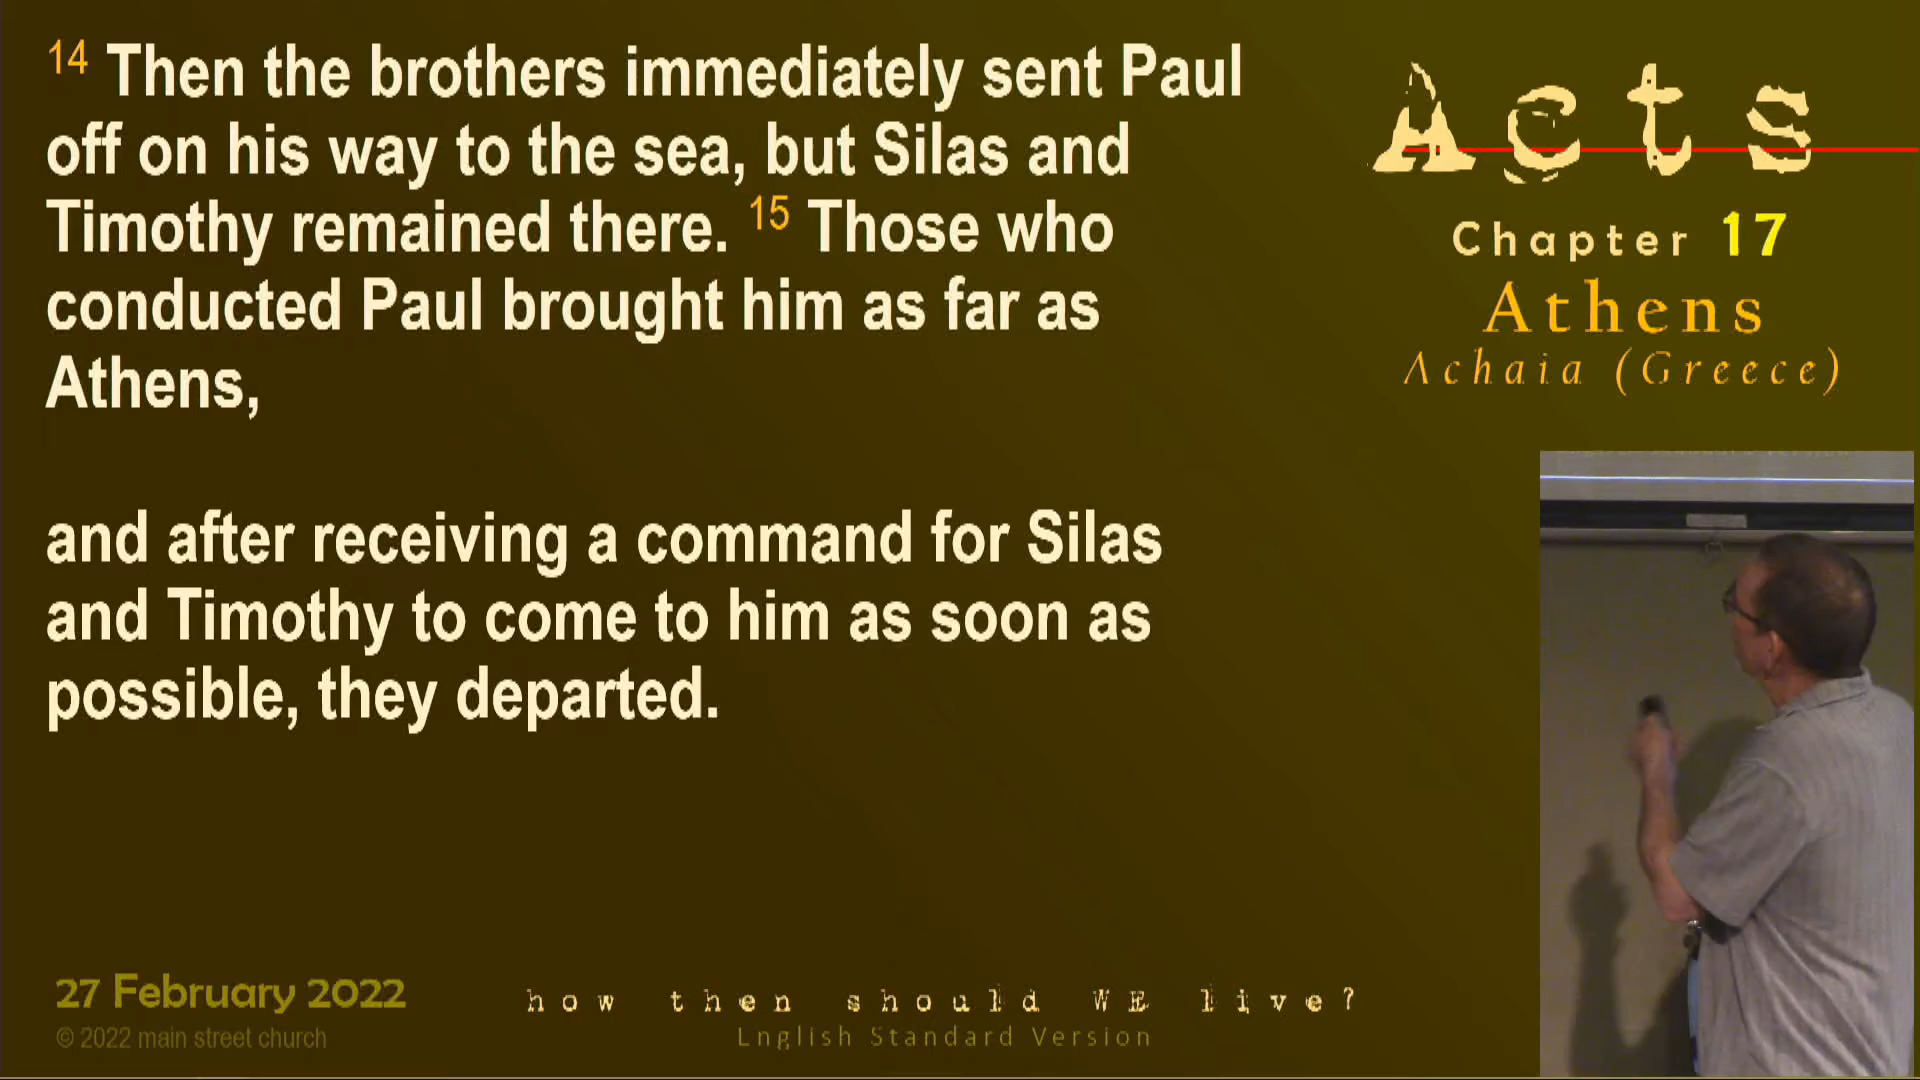 14 Then the brothers immediately sent Paul
off on his way to the sea, but Silas and
Timothy remained there. 15 Those who
conducted Paul brought him as far as
Athens,
and after receiving a command for Silas
and Timothy to come to him as soon as
possible, they departed.
Acts
Chapter 17
Athens
Achaia (Greece)
27 February 2022
© 2022 main street church
how then should WE live?
English Standard Version